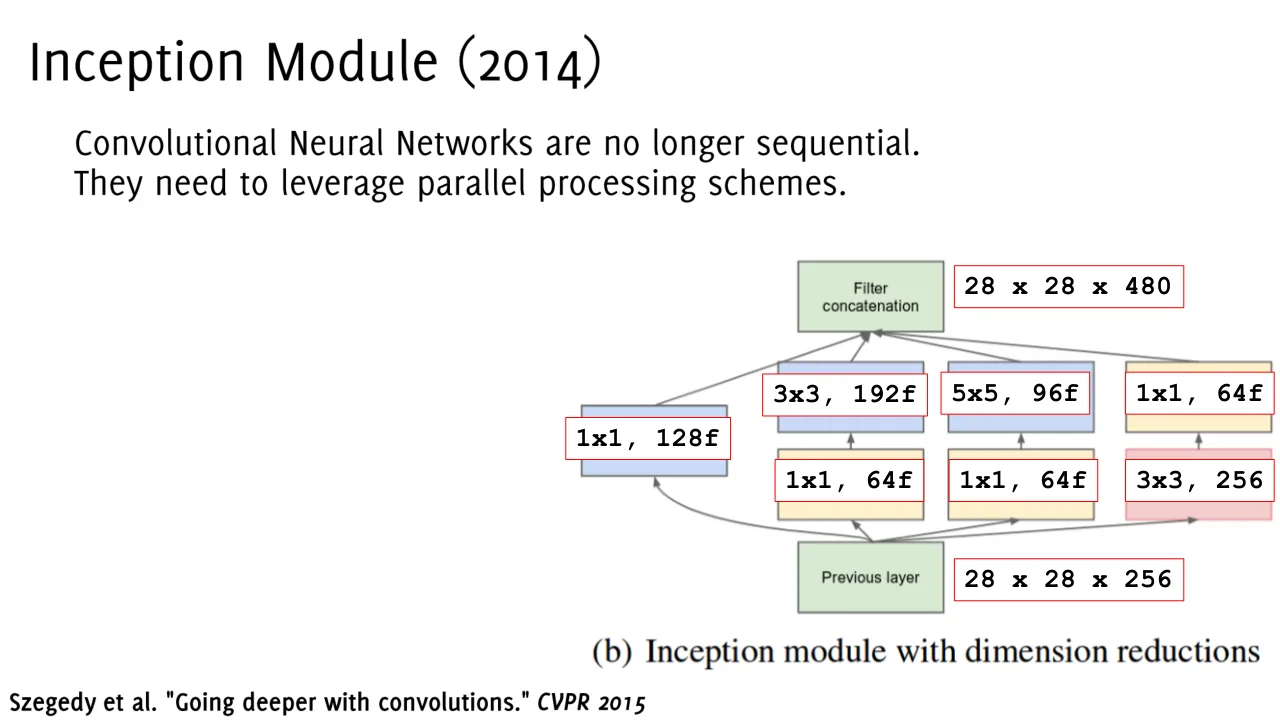 Inception Module (2014)
Convolutional Neural Networks are no longer sequential.
They need to leverage parallel processing schemes.
Filter
concatenation
28 x 28 x 480
3x3, 192f
5x5, 96f
1x1, 64f
1x1, 128f
1x1, 64f
1x1, 64f
3x3, 256
Previous layer
28 x 28 x 256
(b) Inception module with dimension reductions
Szegedy et al. "Going deeper with convolutions." CVPR 2015